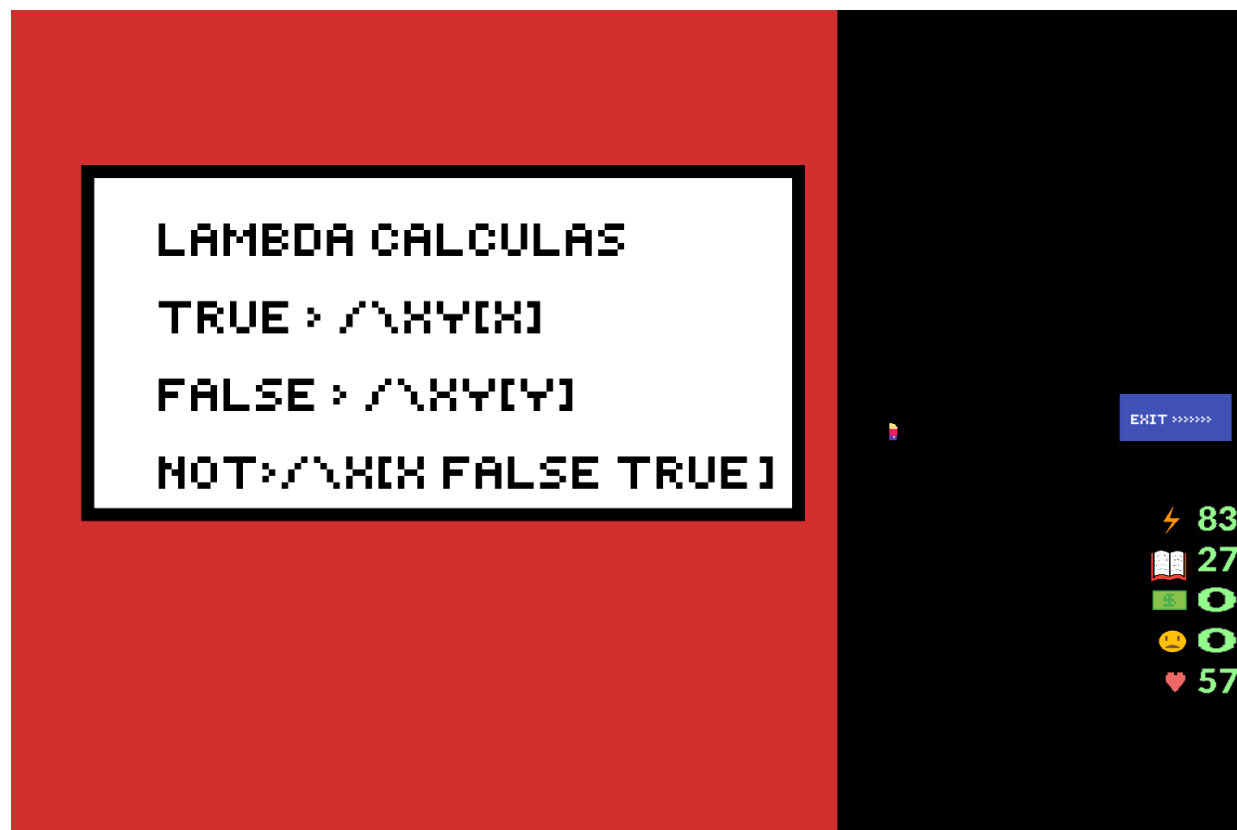 LAMBDA CALCULAS
TRUE > /\XY[X]
FALSE > /\XY[Y]
NOT>/\X[X FALSE TRUE]
EXIT >>>>>>>
83
27
$
0
0
57